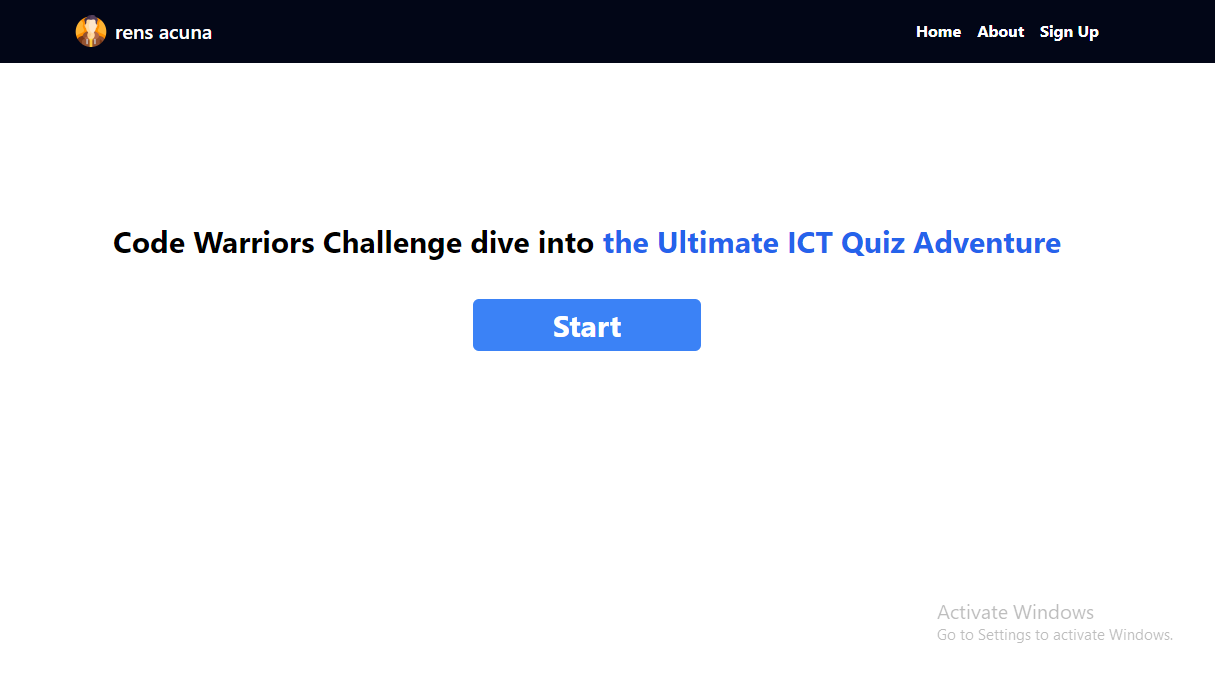 rens acuna
Home About Sign Up
Code Warriors Challenge dive into the Ultimate ICT Quiz Adventure
Start
Activate Windows
Go to Settings to activate Windows.